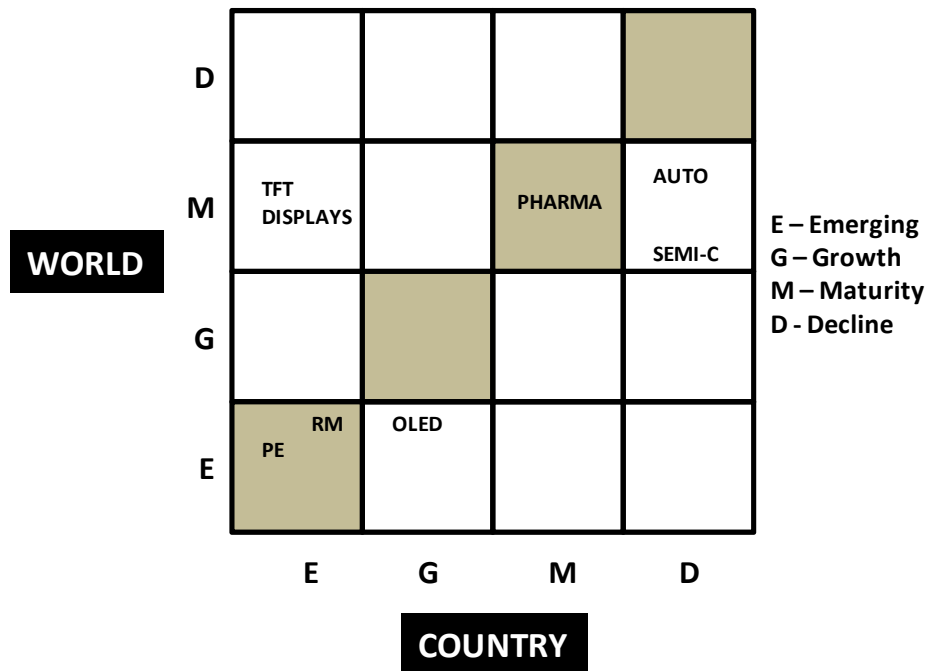 D
TFT
DISPLAYS
M
PHARMA
AUTO
SEMI-C
WORLD
E – Emerging
G – Growth
M – Maturity
D - Decline
G
RM
PE
OLED
E
E G M D
COUNTRY